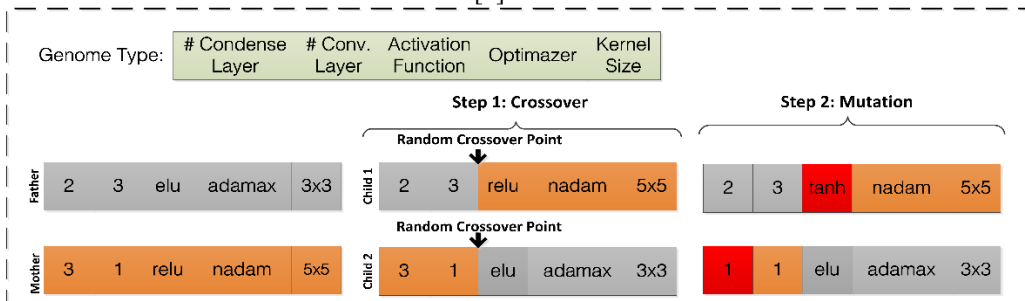 Genome Type:
# Condense Layer
# Conv. Layer
Activation Function
Optimazer
Kernel Size
Step 1: Crossover
Step 2: Mutation
Random Crossover Point
Father
2 3 elu adamax 3x3
Child 1
2 3 relu nadam 5x5
2 3 tanh nadam 5x5
Random Crossover Point
Mother
3 1 relu nadam 5x5
Child 2
3 1 elu adamax 3x3
1 1 elu adamax 3x3